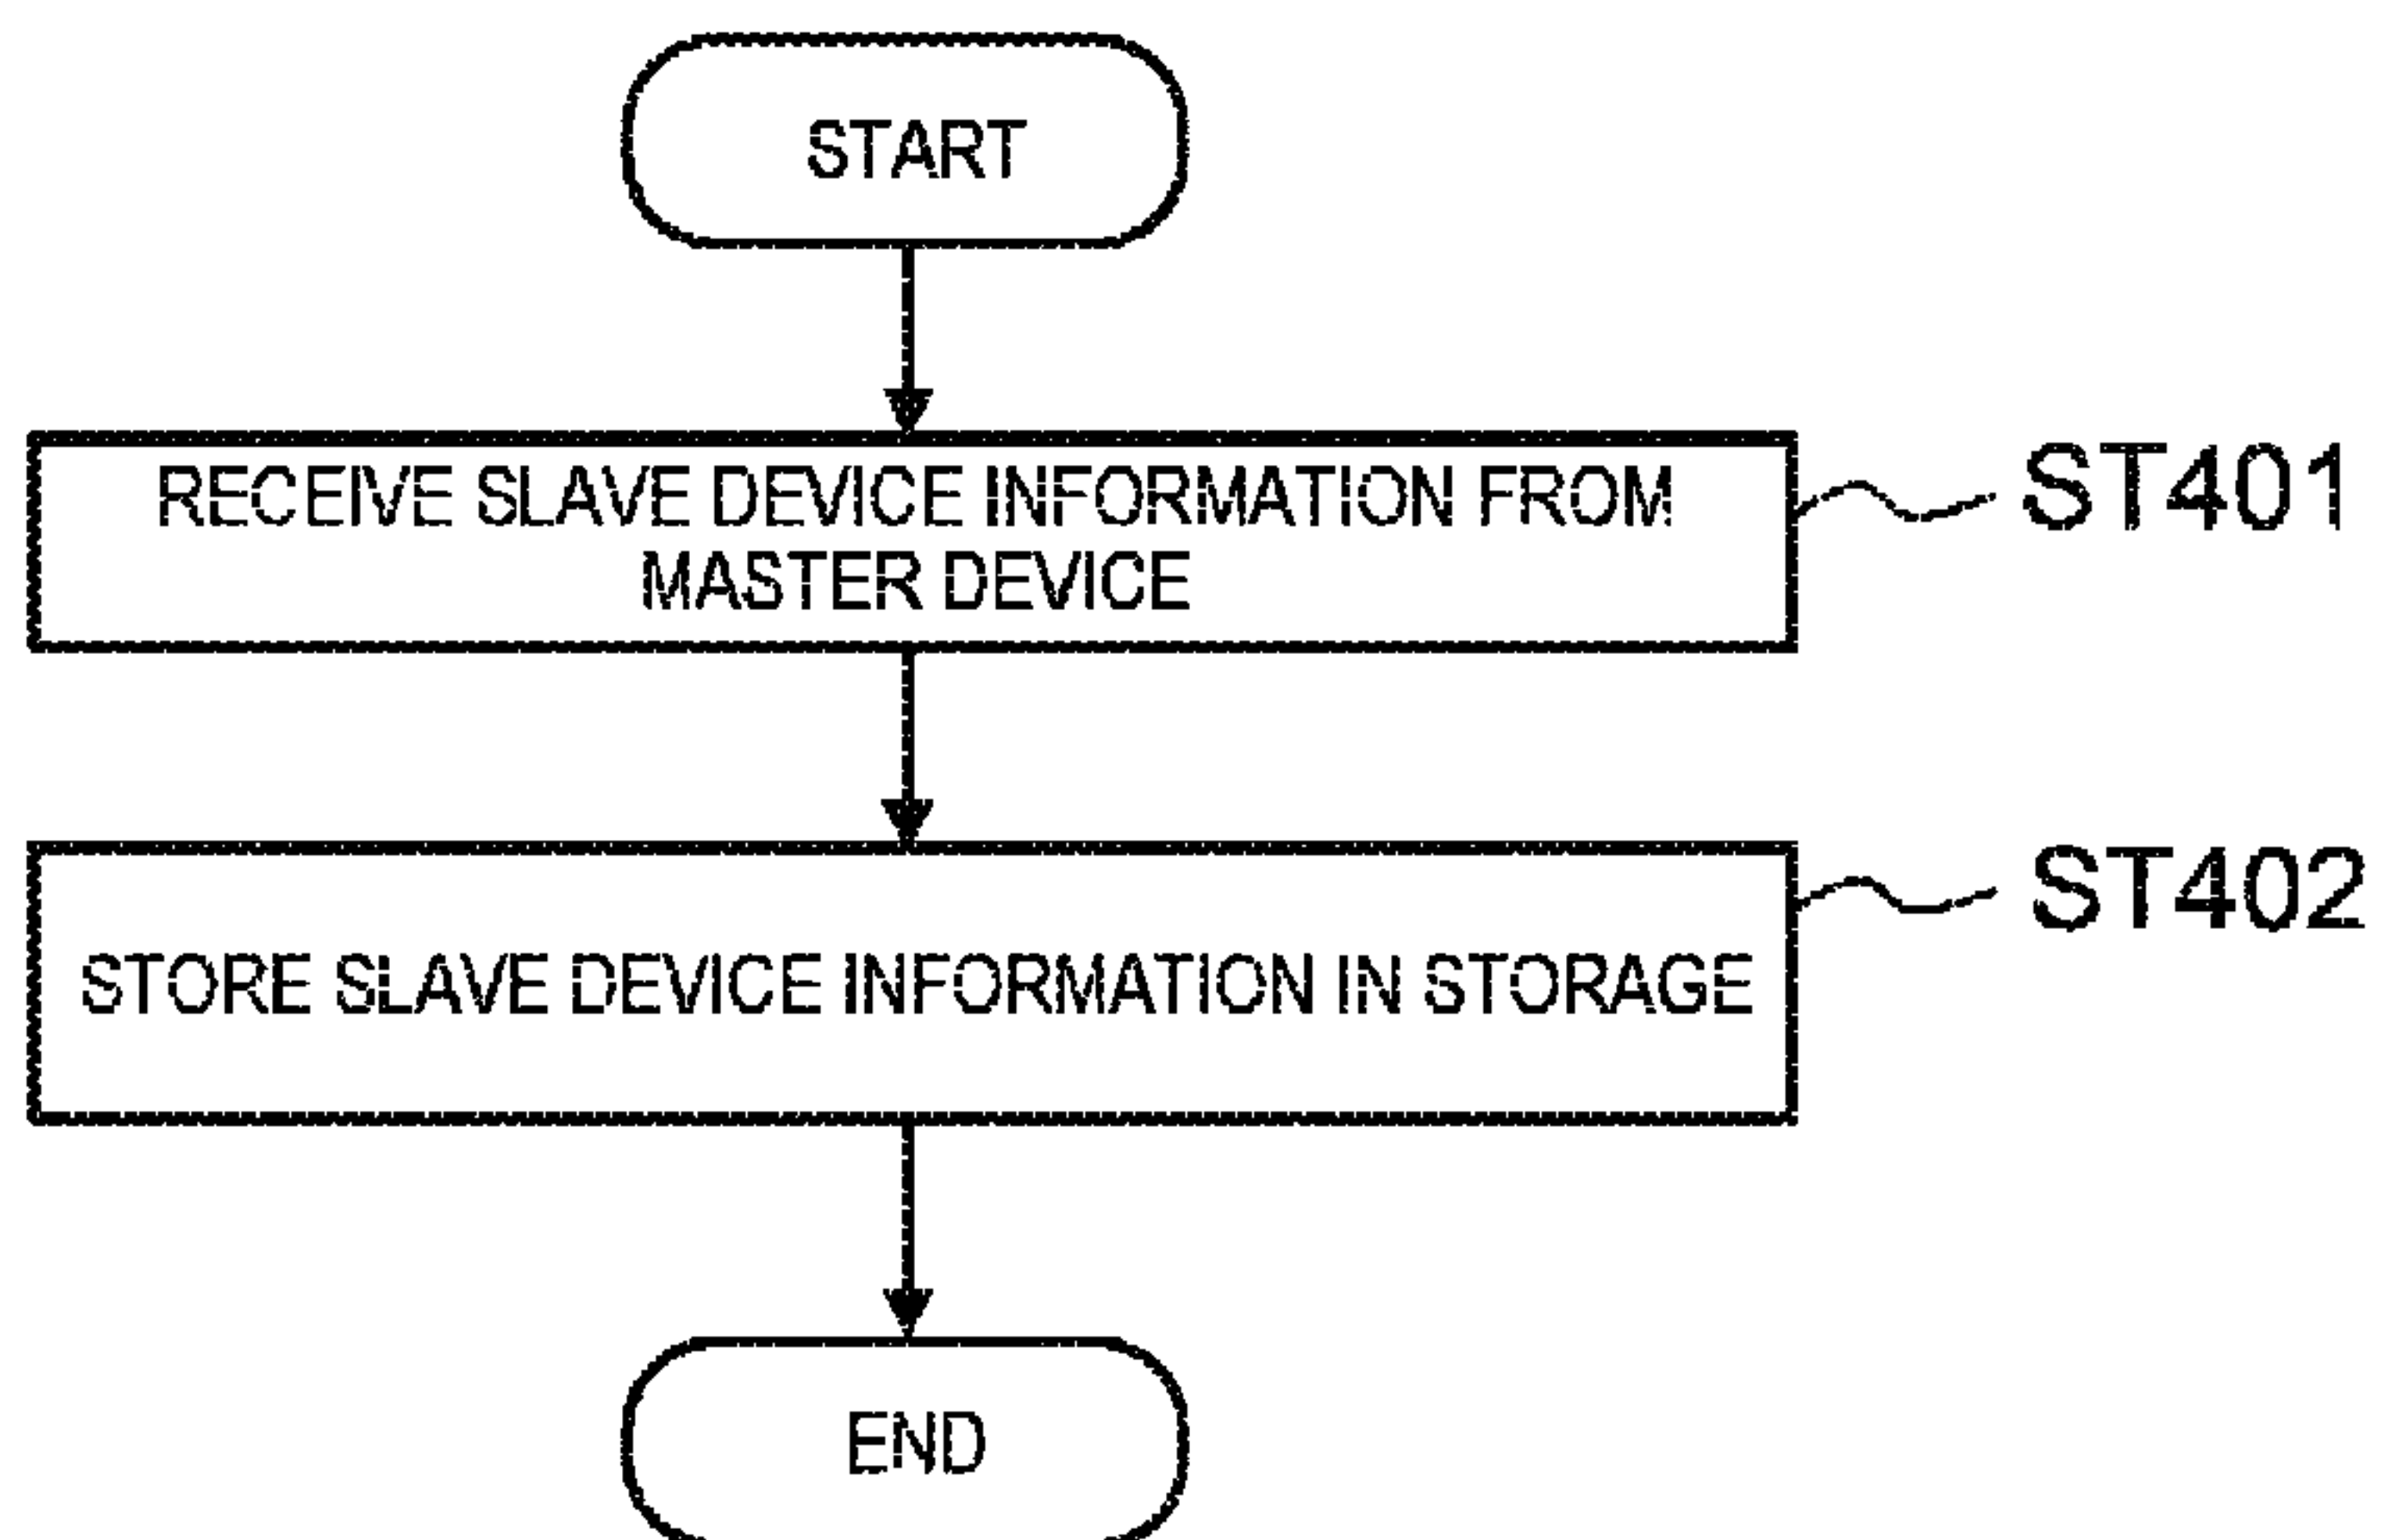 START
RECEIVE SLAVE DEVICE INFORMATION FROM
MASTER DEVICE
ST401
STORE SLAVE DEVICE INFORMATION IN STORAGE
ST402
END